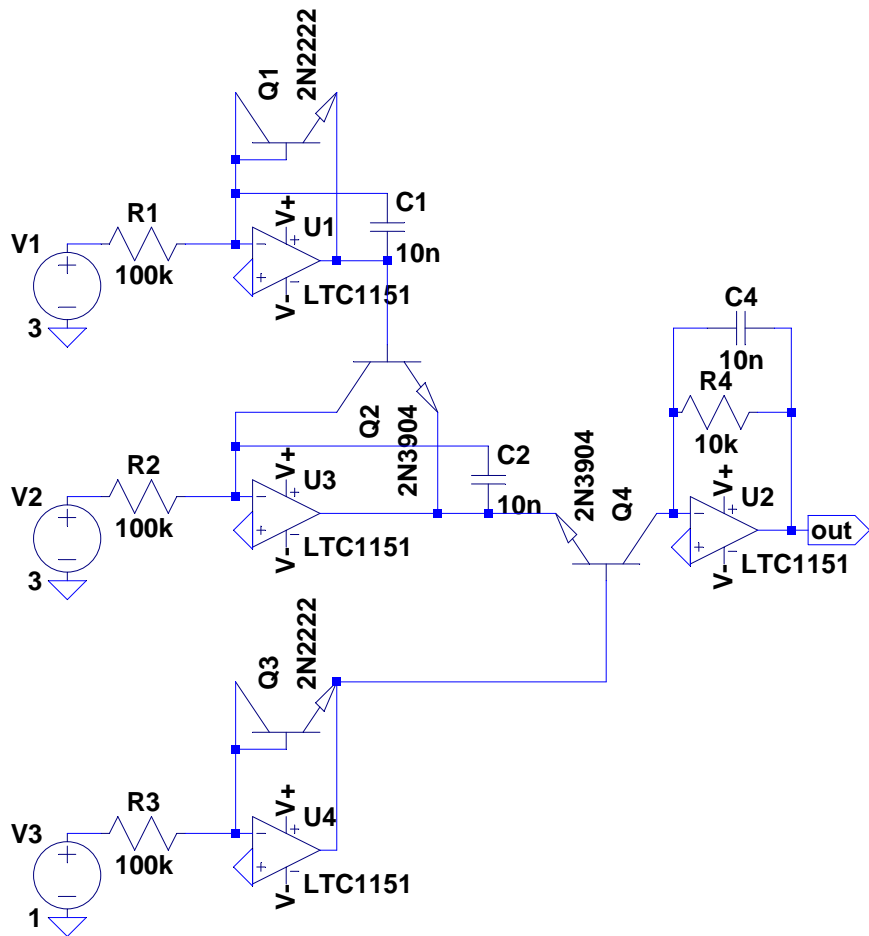 Q1
2N2222
V1
3
R1
100k
V+
U1
V-
LTC1151
C1
10n
Q2
2N3904
V2
3
R2
100k
V+
U3
V-
LTC1151
C2
10n
2N3904
Q4
C4
10n
R4
10k
V+
U2
V-
LTC1151
out
Q3
2N2222
V3
1
R3
100k
V+
U4
V-
LTC1151